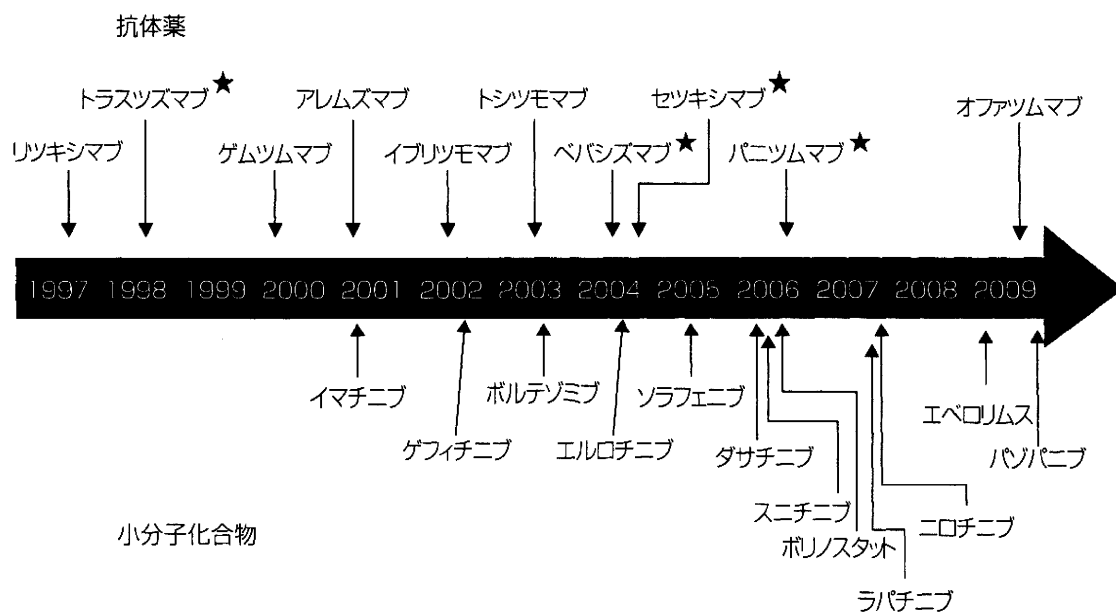 抗体薬
トラスツズマブ★ アレムズマブ トシツモマブ セツキシマブ★ オファツムマブ
リツキシマブ ゲムツムマブ イブリツモマブ ベバシズマブ★ パニツムマブ★
1997 1998 1999 2000 2001 2002 2003 2004 2005 2006 2007 2008 2009
イマチニブ ボルテゾミブ ソラフェニブ エベロリムス
ゲフィチニブ エルロチニブ ダサチニブ パゾパニブ
スニチニブ ニロチニブ
小分子化合物 ボリノスタット
ラパチニブ